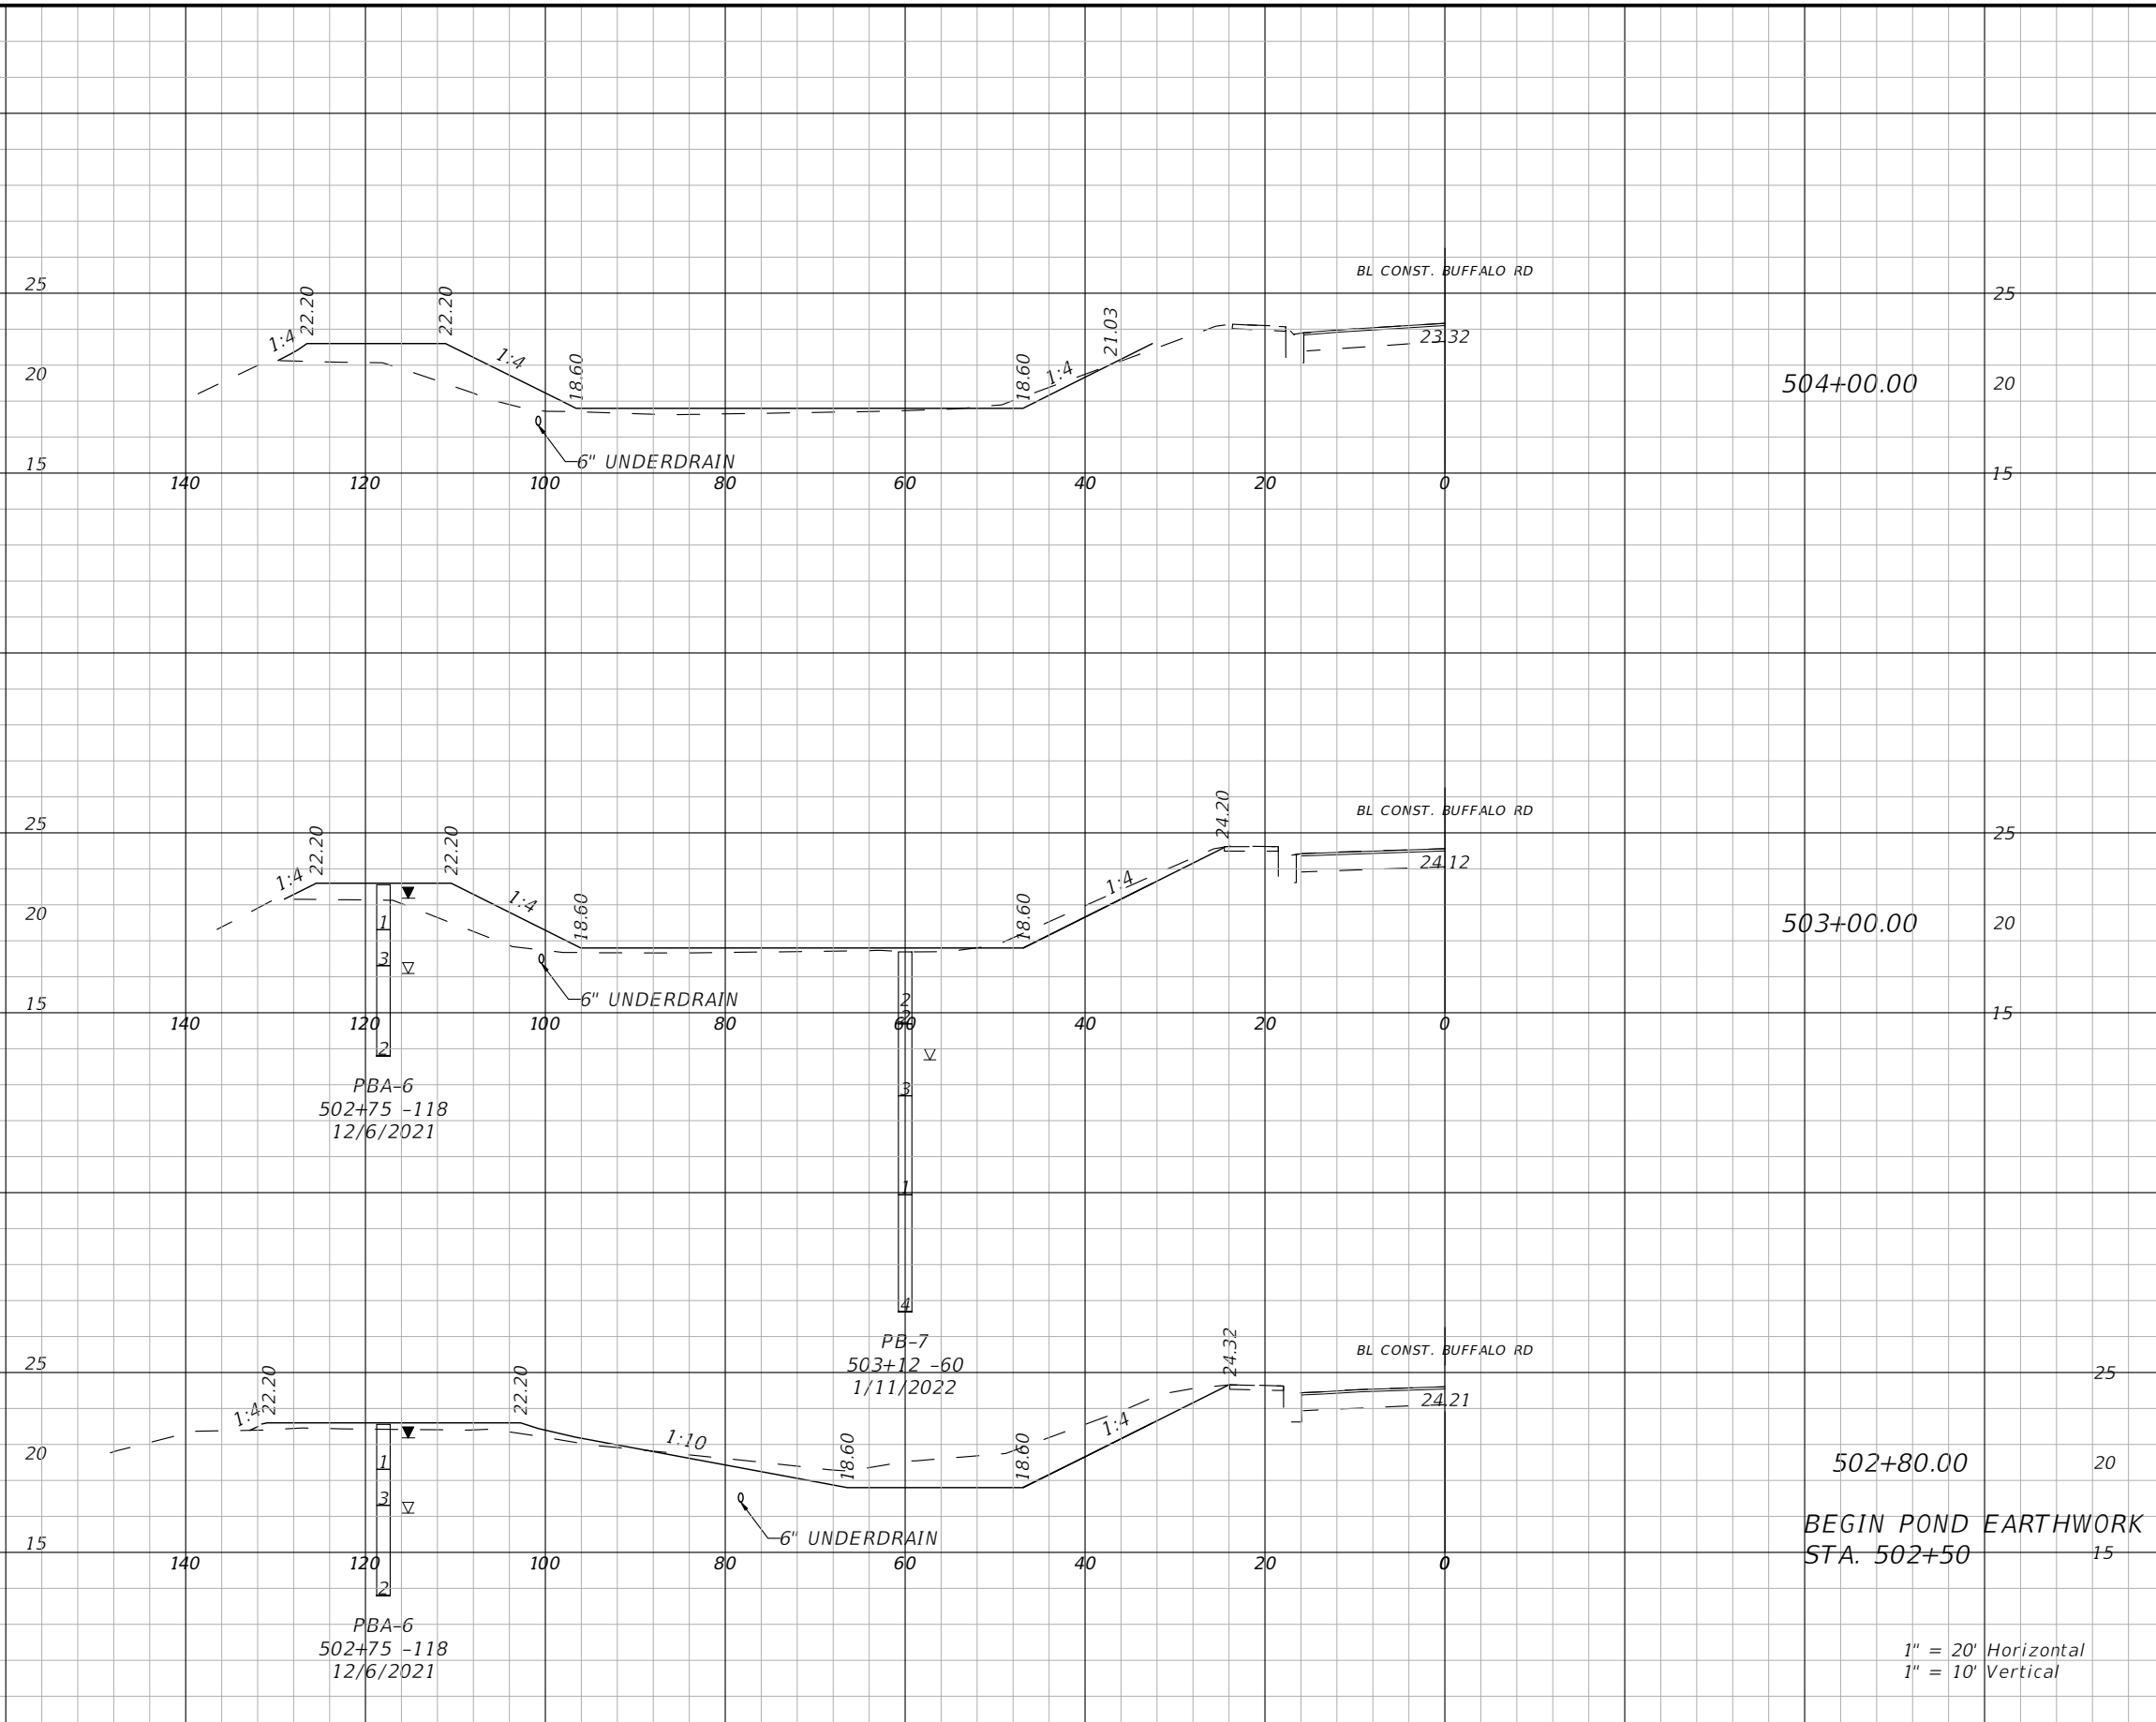 BL CONST. BUFFALO RD
25 22.20 22.20 25
1:4 1:4 21.03 23.32
20 18.60 18.60 1:4 504+00.00 20
6" UNDERDRAIN
15 15
140 120 100 80 60 40 20 0
24.20 BL CONST. BUFFALO RD
25 22.20 22.20 25
1:4 1:4 1:4 24.12
20 1 18.60 18.60 503+00.00 20
3
6" UNDERDRAIN 2
15 2 15
140 120 100 80 60 40 20 0
2
PBA-6 3
502+75 -118
12/6/2021
1
4
PB-7
503+12 -60
1/11/2022
24.32 BL CONST. BUFFALO RD
25 22.20 22.20 25
1:4 1:10 1:4 24.21
20 1 18.60 18.60 502+80.00 20
3
6" UNDERDRAIN
BEGIN POND EARTHWORK
15 STA. 502+50 15
140 120 100 80 60 40 20 0
2
PBA-6
502+75 -118
12/6/2021
1" = 20' Horizontal
1" = 10' Vertical